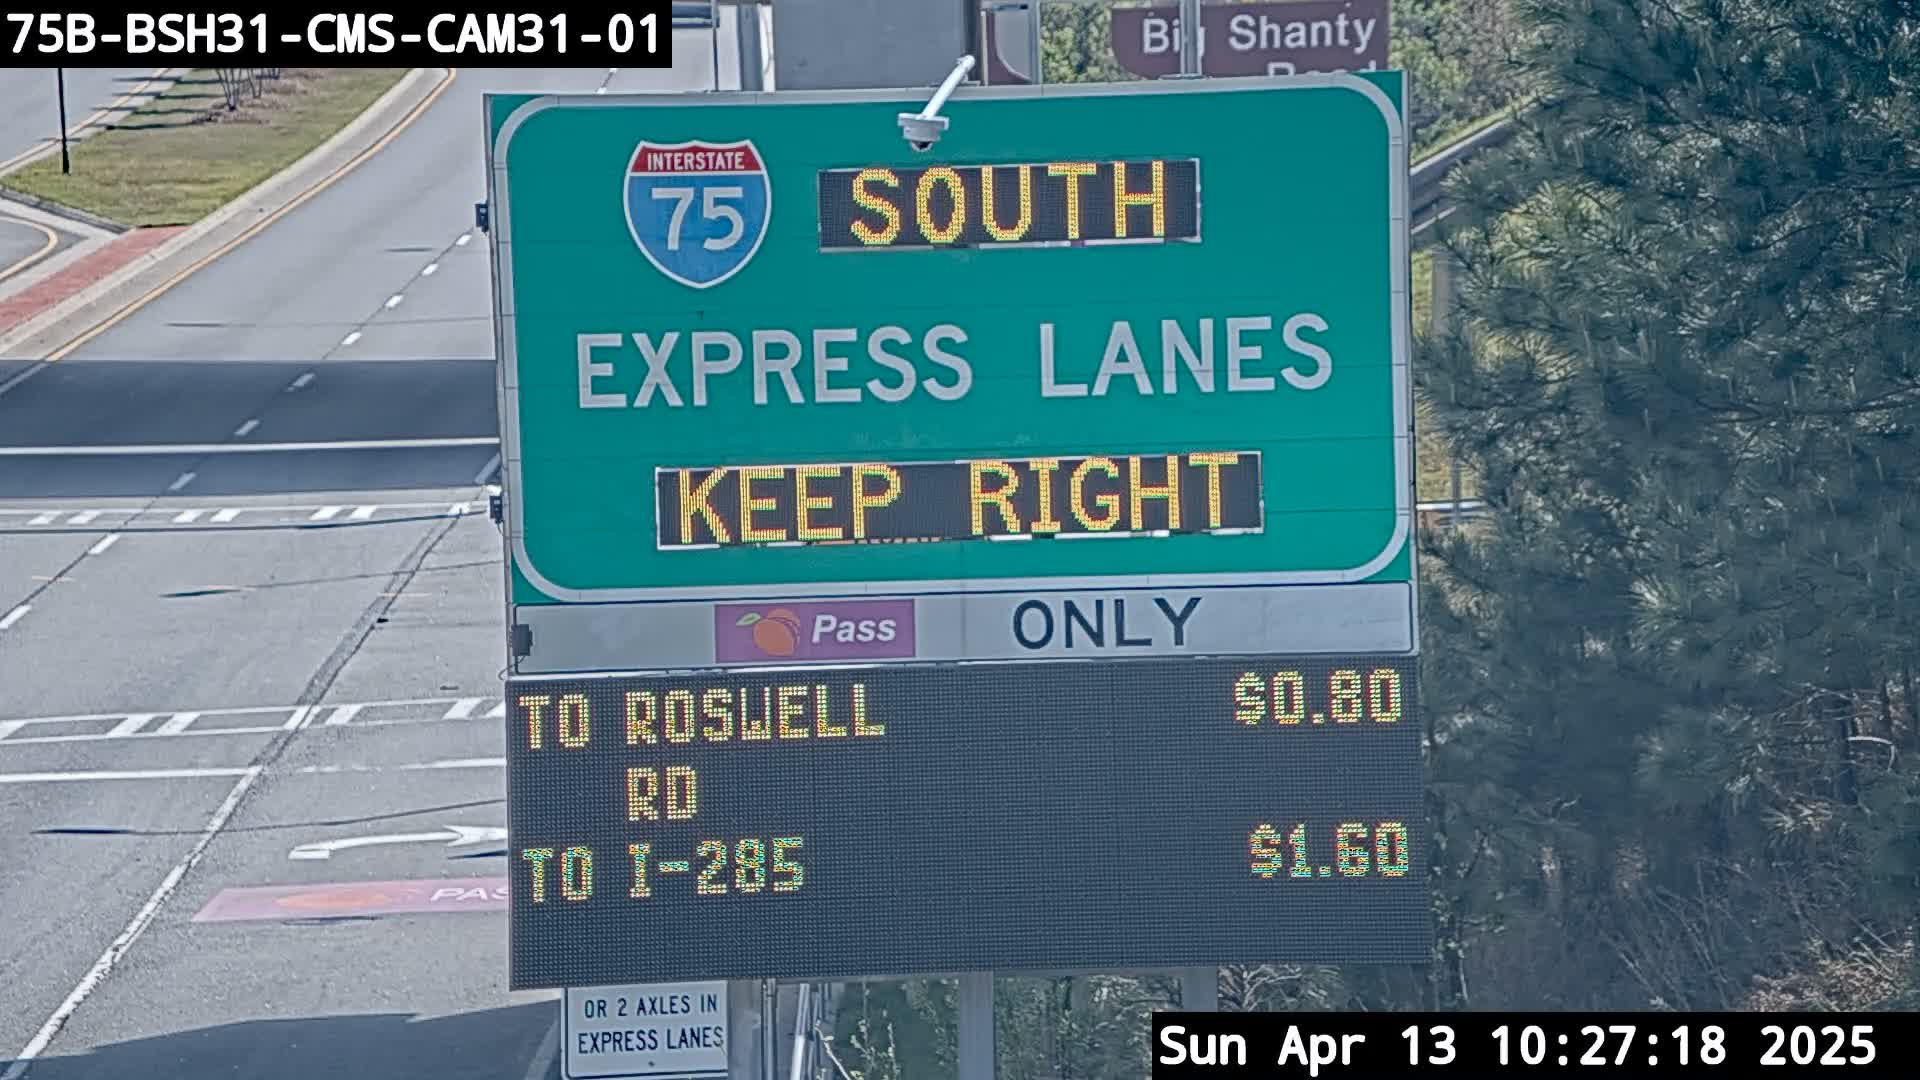 75B-BSH31-CMS-CAM31-01
Big Shanty
Road
INTERSTATE
75
SOUTH
EXPRESS LANES
KEEP RIGHT
Pass
ONLY
TO ROSWELL $0.80
RD
TO I-285 $1.60
PAS
OR 2 AXLES IN
EXPRESS LANES
Sun Apr 13 10:27:18 2025